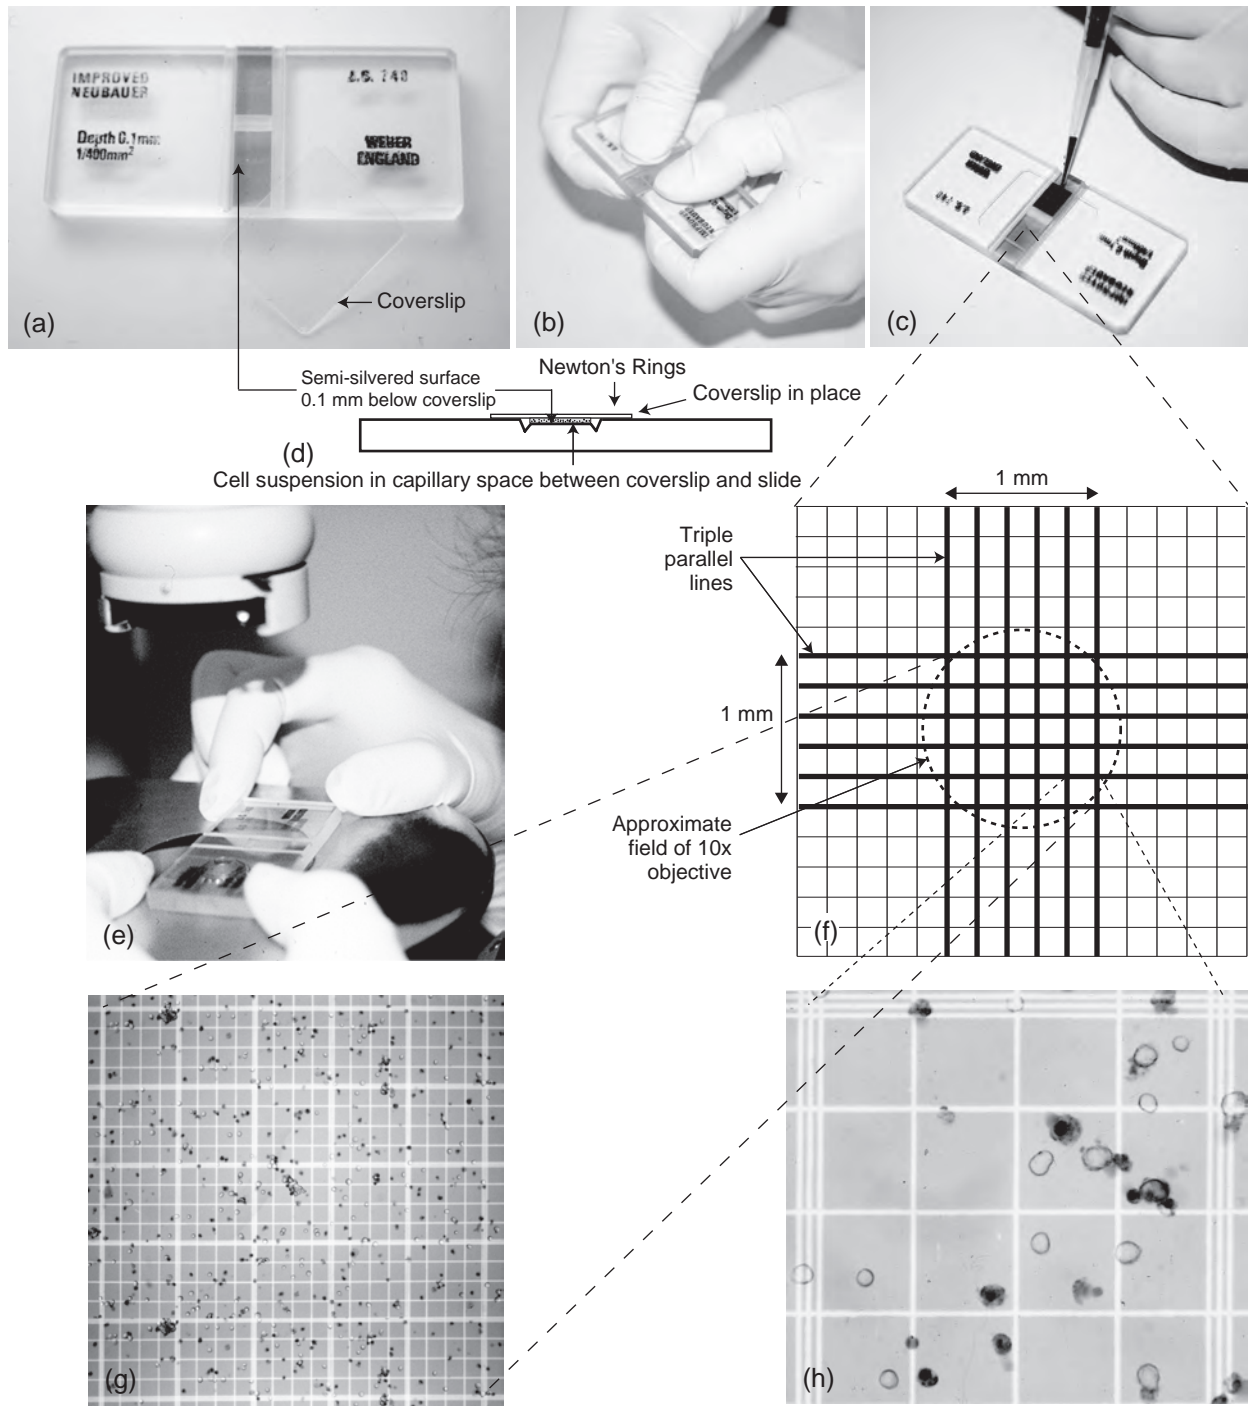 IMPROVED
NEUBAUER
Depth 0.1mm
1/400mm²
J.S. 740
WEBER
ENGLAND
Coverslip
(a)
(b)
(c)
Newton's Rings
Semi-silvered surface
0.1 mm below coverslip
Coverslip in place
(d)
Cell suspension in capillary space between coverslip and slide
1 mm
Triple
parallel
lines
1 mm
Approximate
field of 10x
objective
(e)
(f)
(g)
(h)